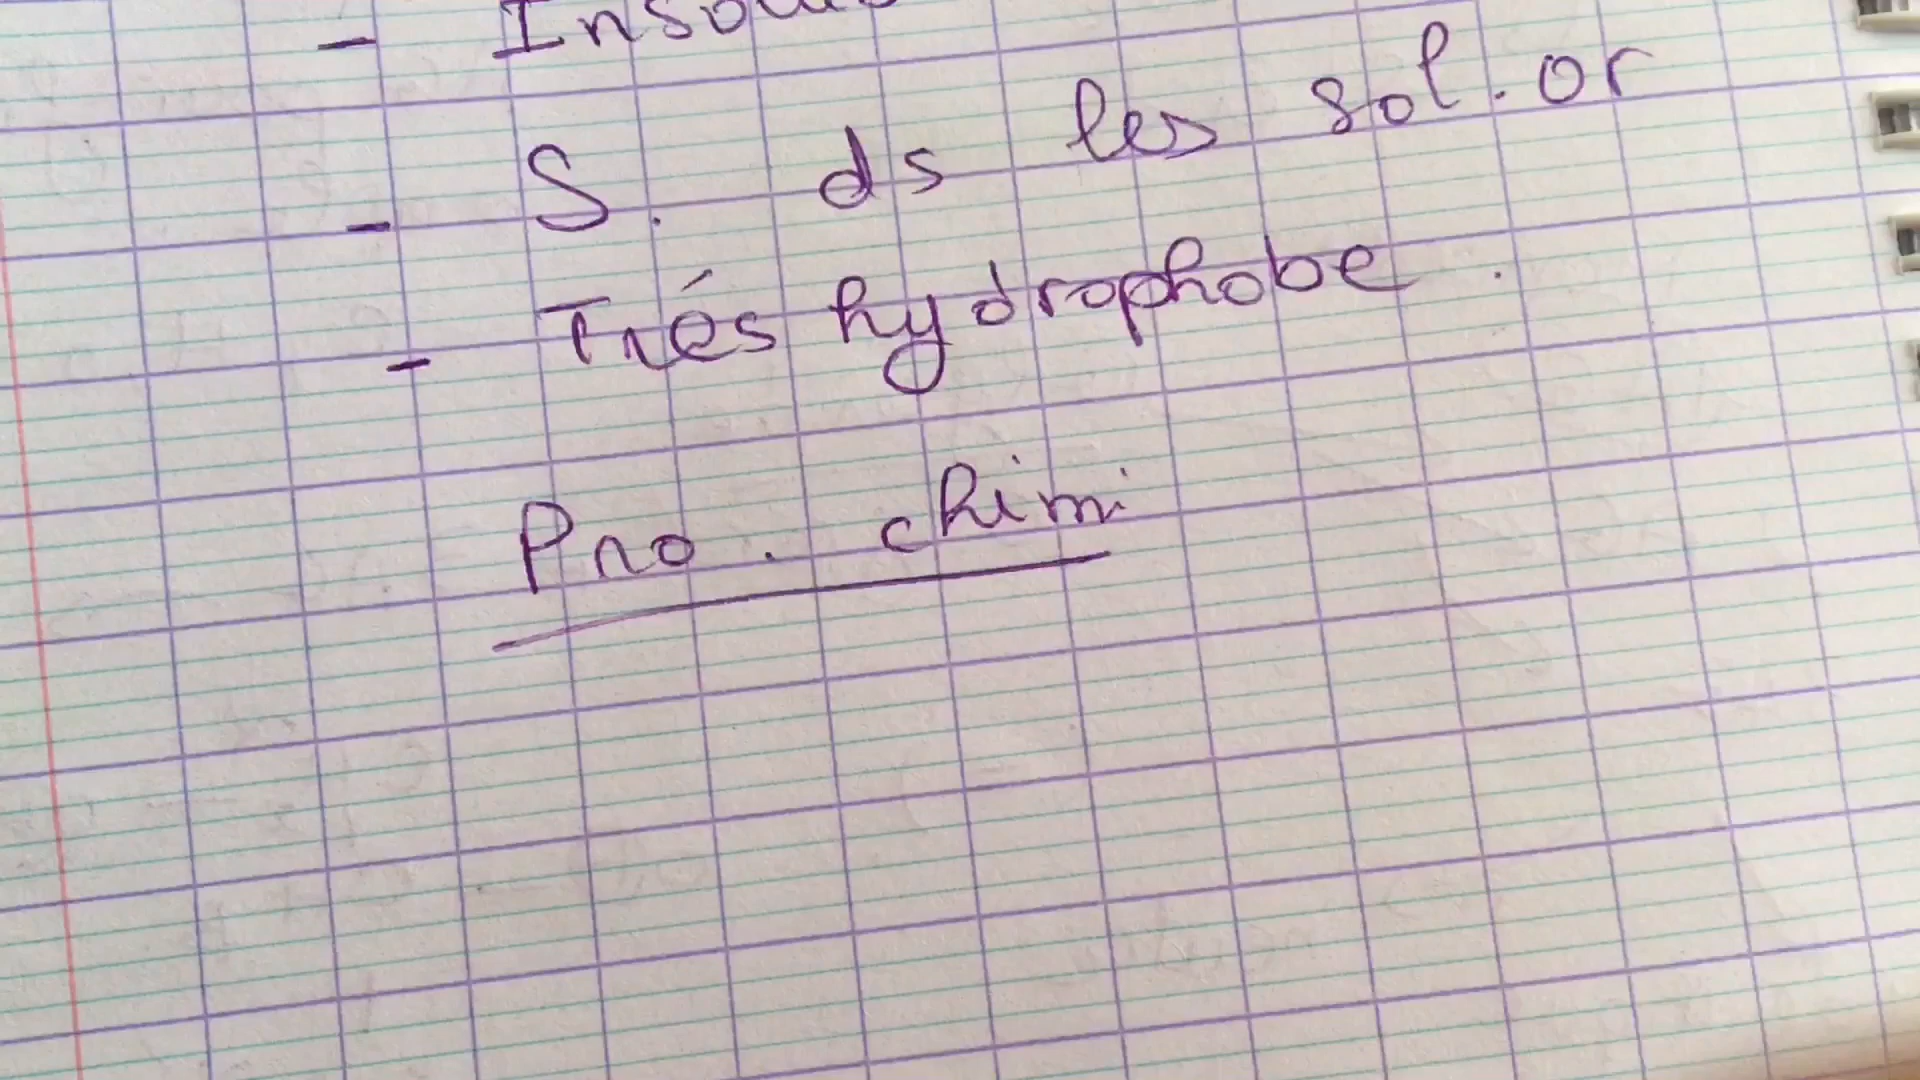 - S. ds les sol. or
- Trés hydrophobe.
Pro. chimi